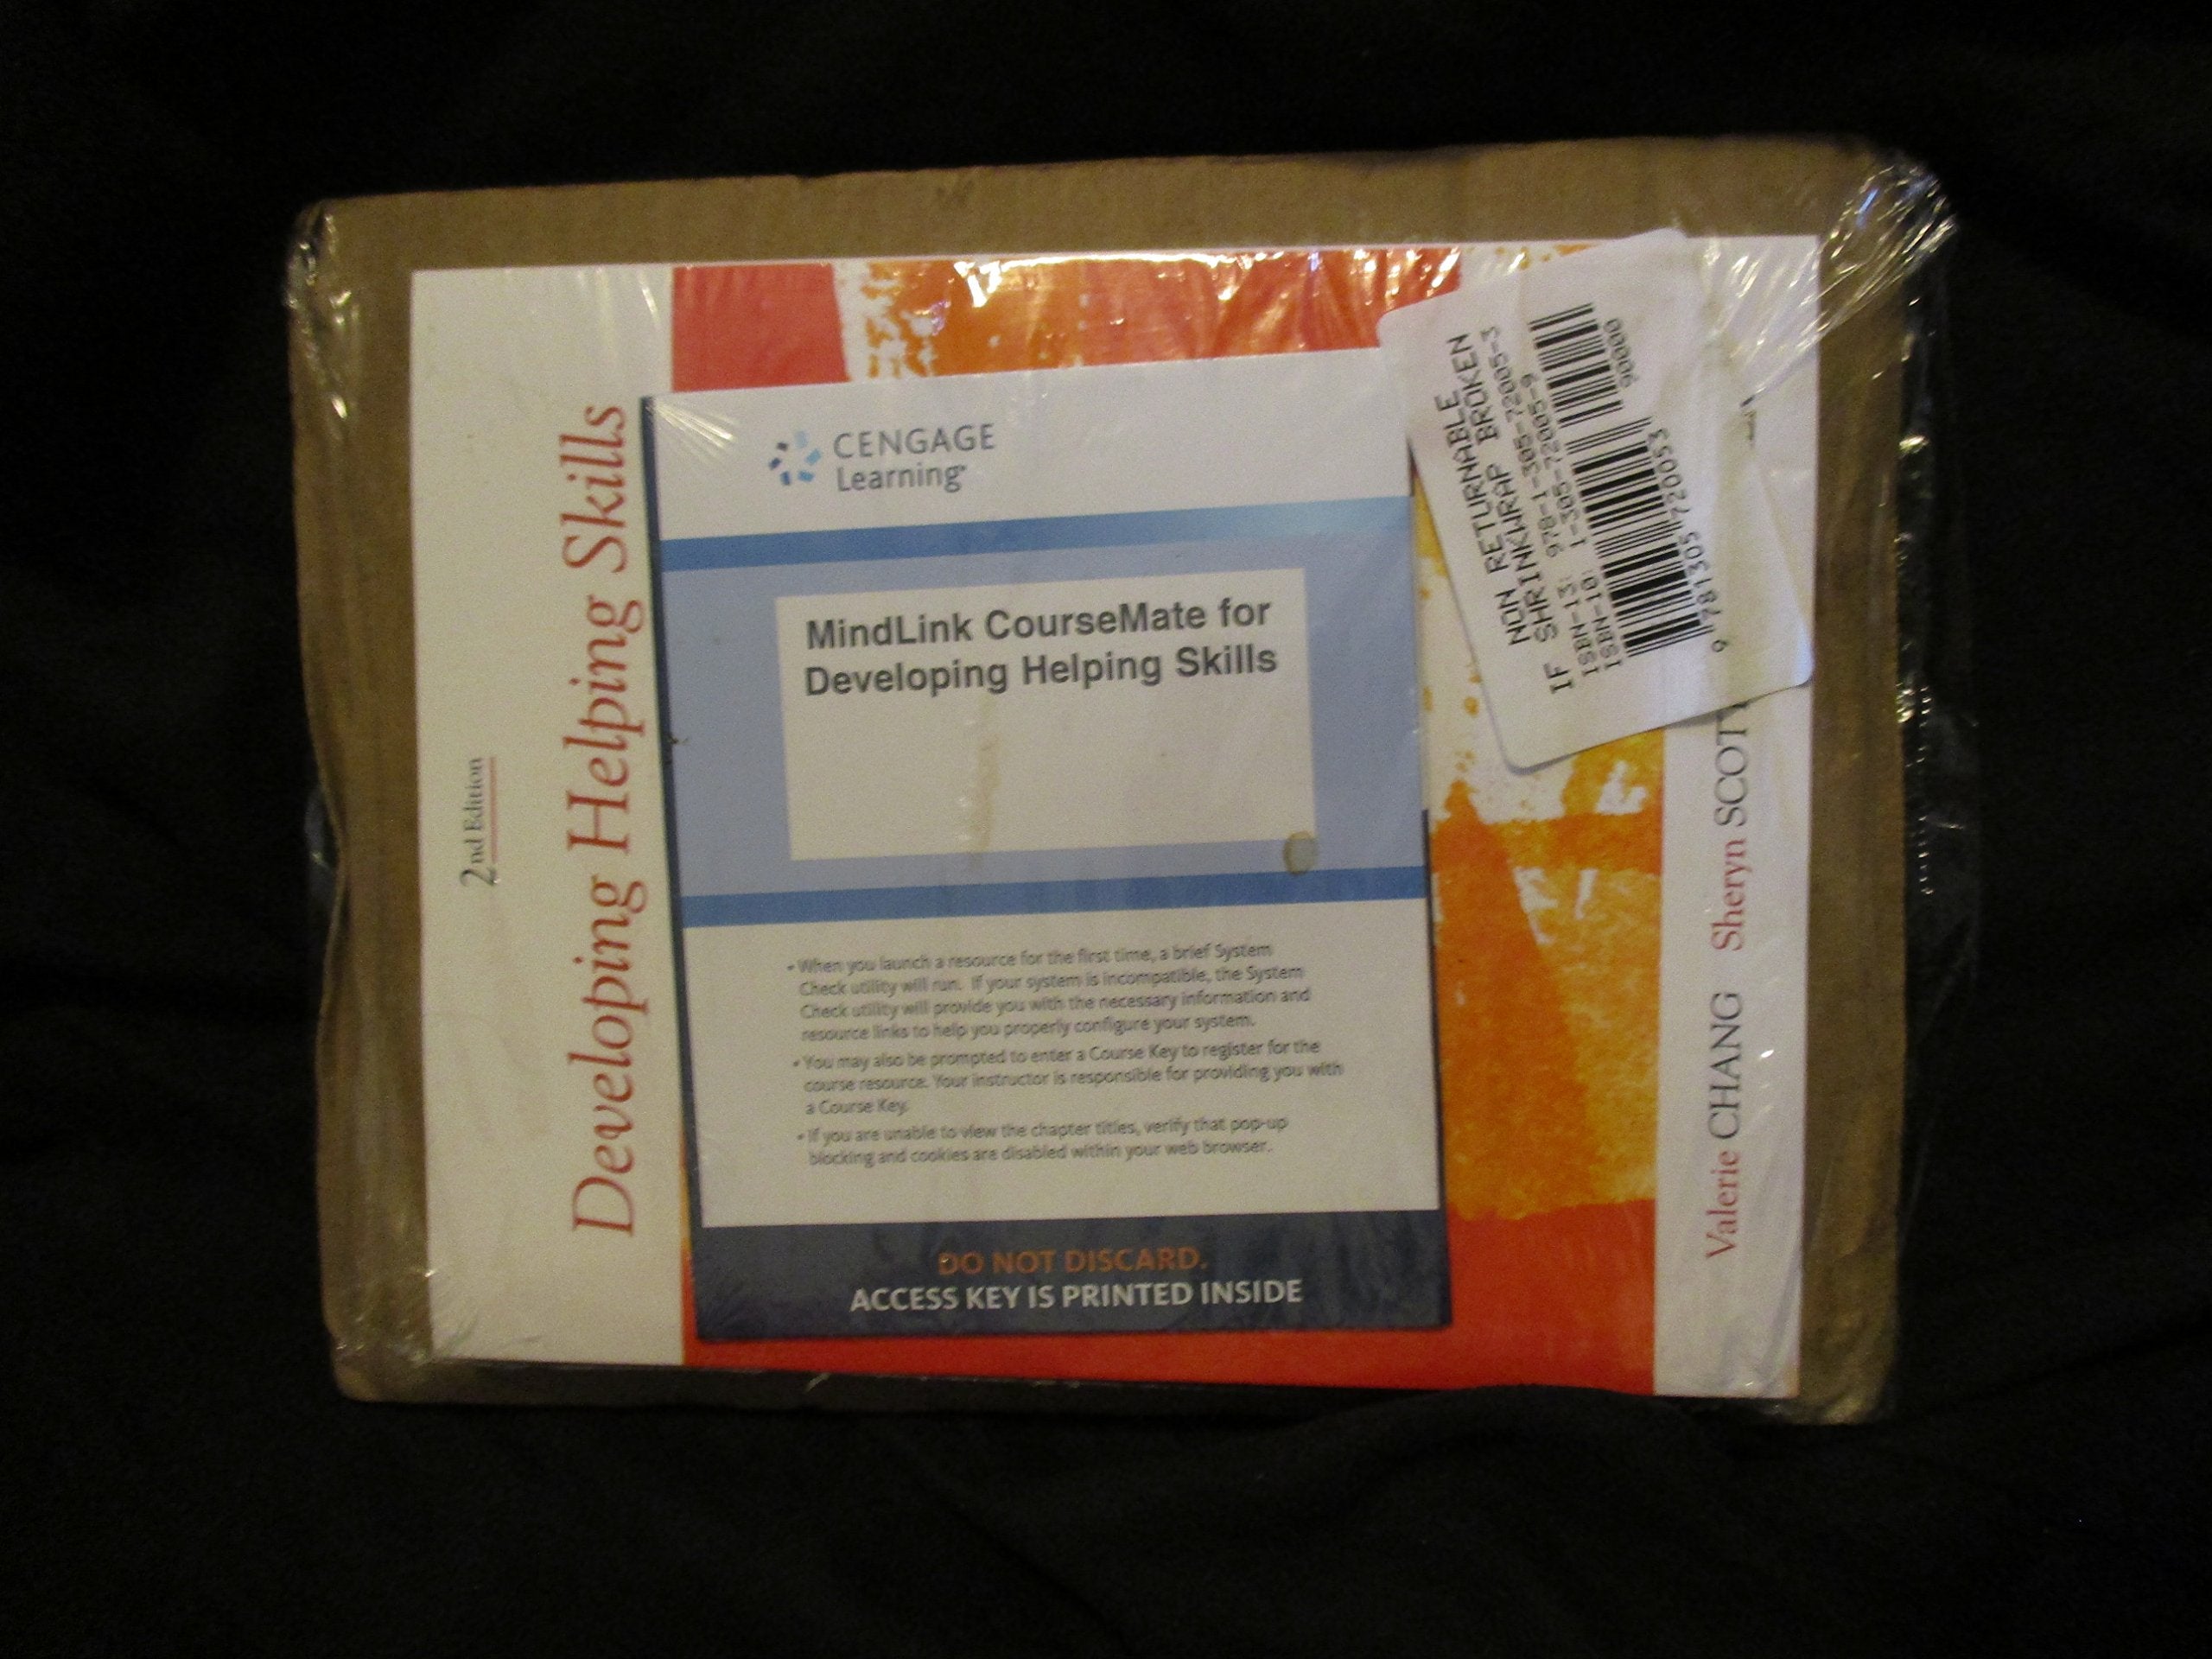 2nd Edition
Developing Helping Skills
CENGAGE
Learning
MindLink CourseMate for
Developing Helping Skills
• When you launch a resource for the first time, a brief System
Check utility will run. If your system is incompatible, the System
Check utility will provide you with the necessary information and
resource links to help you properly configure your system.
• You may also be prompted to enter a Course Key to register for the
course resource. Your instructor is responsible for providing you with
a Course Key.
• If you are unable to view the chapter titles, verify that pop-up
blocking and cookies are disabled within your web browser.
DO NOT DISCARD.
ACCESS KEY IS PRINTED INSIDE
NON RETURNABLE
IF SHRINKWRAP BROKEN
ISBN-13: 978-1-305-72005-3
ISBN-10: 1-305-72005-9
90000
9 781305 720053
Valerie CHANG Sheryn SCOTT